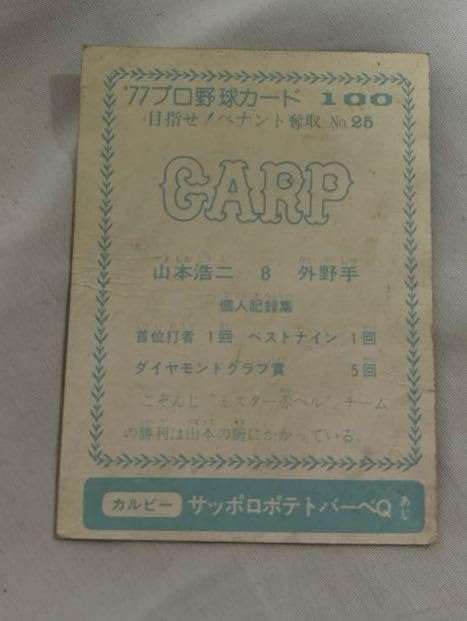 '77プロ野球カード 100
目指せ!ペナント奪取 No.25
CARP
山本浩二 8 外野手
個人記録集
首位打者 1回 ベストナイン 1回
ダイヤモンドグラブ賞 5回
ごぞんじ“ミスター赤ヘル”、チーム
の勝利は山本の腕にかかっている。
カルビー サッポロポテトバーベQあじ